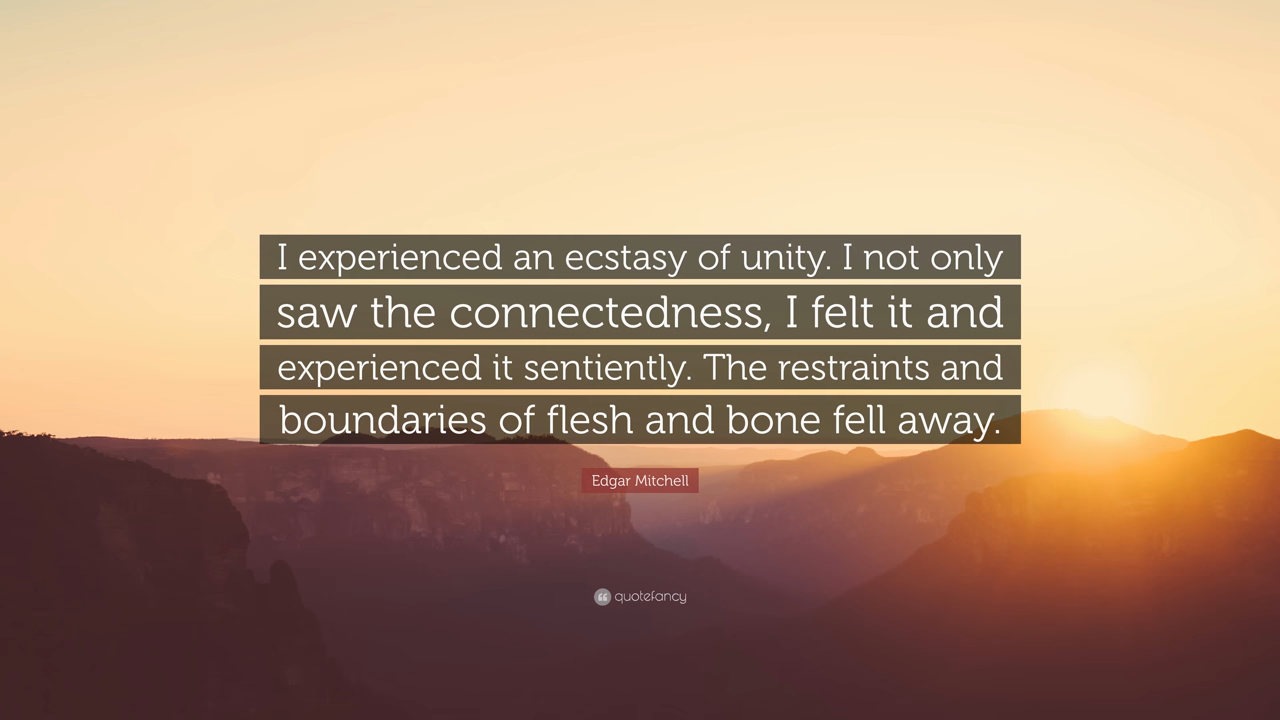 I experienced an ecstasy of unity. I not only
saw the connectedness, I felt it and
experienced it sentiently. The restraints and
boundaries of flesh and bone fell away.
Edgar Mitchell
quotefancy